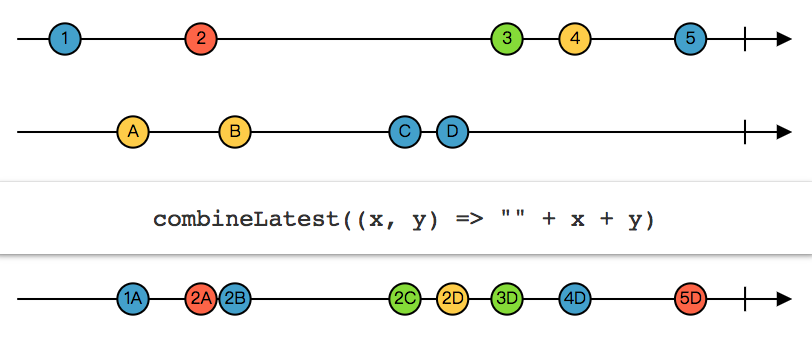 1 2 3 4 5
A B C D
combineLatest((x, y) => "" + x + y)
1A 2A 2B 2C 2D 3D 4D 5D